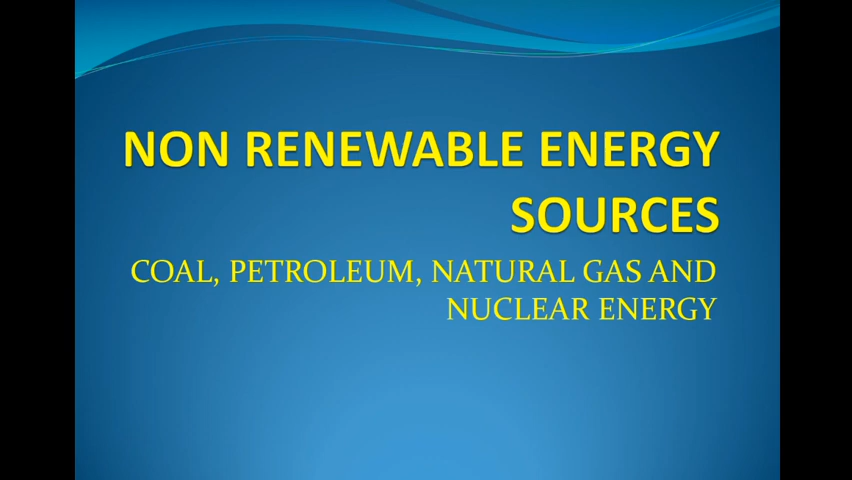 NON RENEWABLE ENERGY
SOURCES
COAL, PETROLEUM, NATURAL GAS AND
NUCLEAR ENERGY